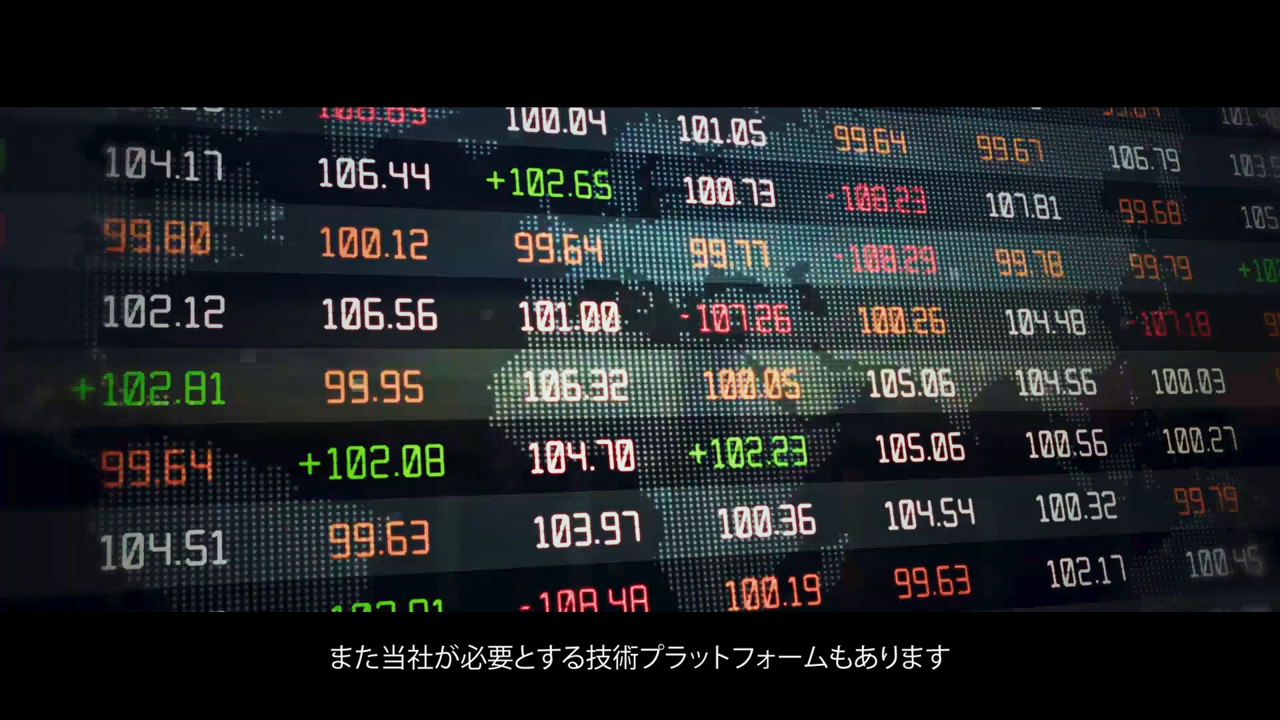 100.04 101.05 99.64 99.67
104.17 106.44 +102.65 100.73 -108.23 107.81 106.79
99.80 100.12 99.64 99.77 -108.29 99.78 99.68
102.12 106.56 101.00 -107.26 100.26 104.48 99.79
+102.81 99.95 106.32 100.05 105.06 104.56 -107.18
99.64 +102.08 104.70 +102.23 105.06 100.56 100.03
104.51 99.63 103.97 100.36 104.54 100.32 100.27
-108.48 100.19 99.63 102.17 99.79
100.45
また当社が必要とする技術プラットフォームもあります